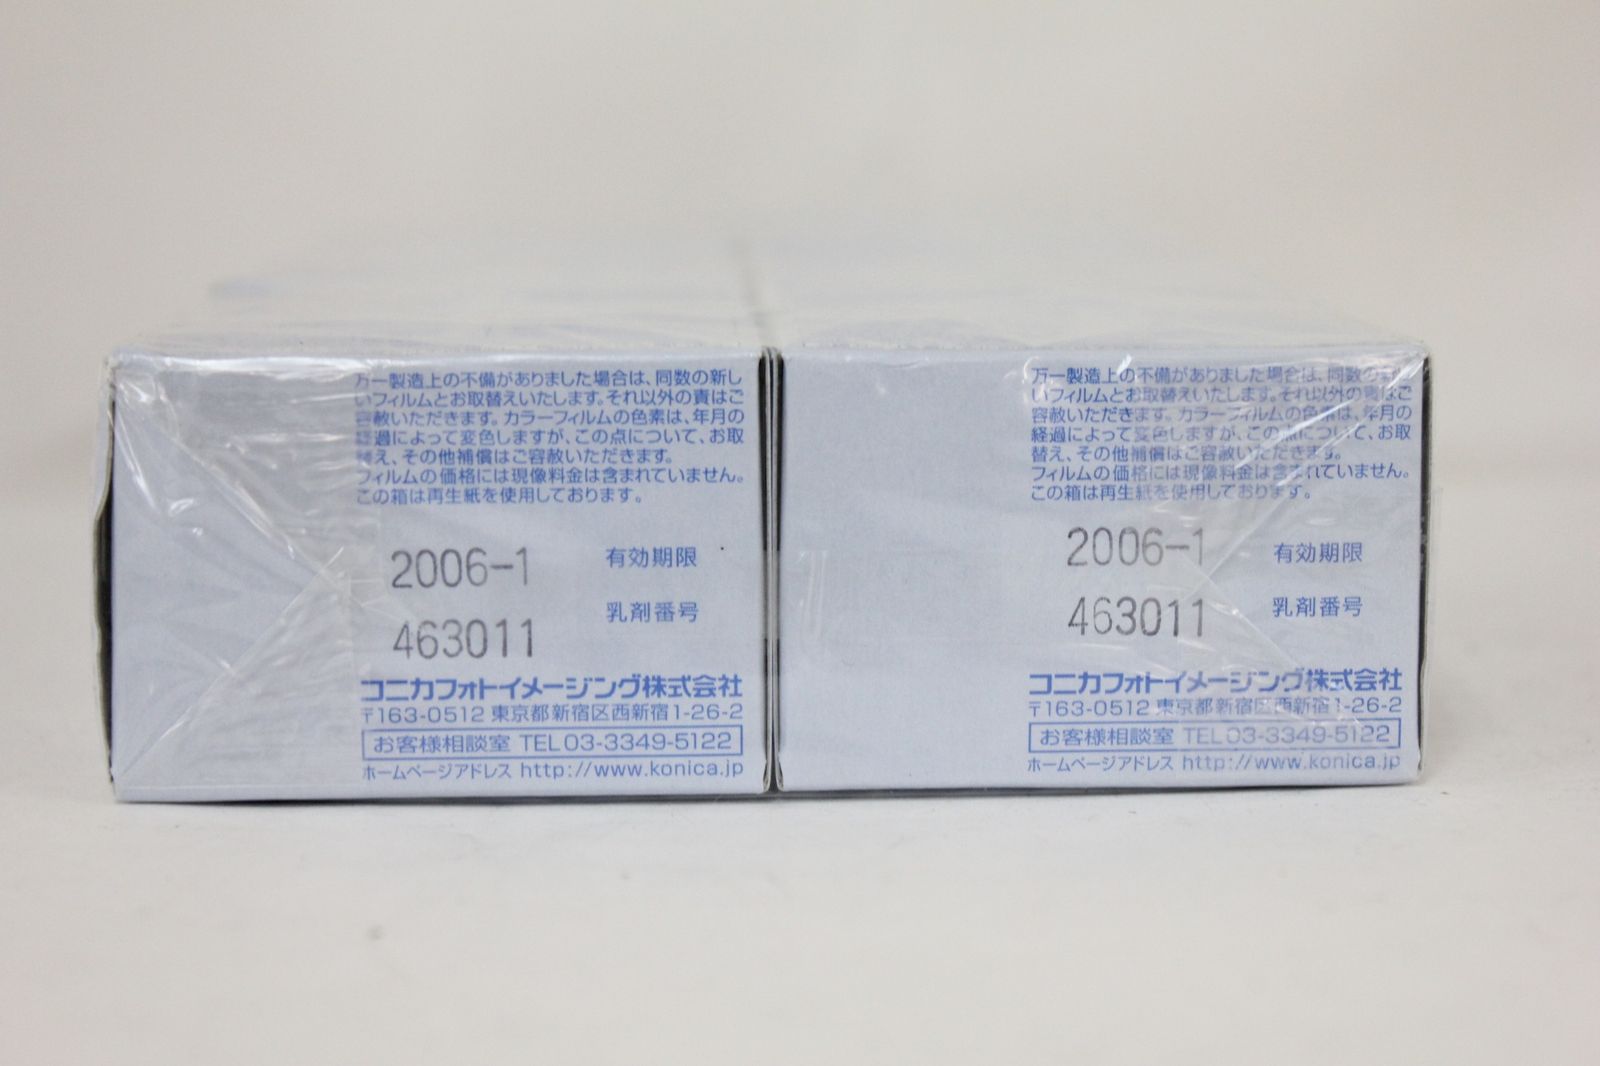 万一製造上の不備がありました場合は、同数の新し
いフィルムとお取替えいたします。それ以外の責はご
容赦いただきます。カラーフィルムの色素は、年月の
経過によって変色しますが、この点について、お取
替え、その他補償はご容赦いただきます。
フィルムの価格には現像料金は含まれていません。
この箱は再生紙を使用しております。
2006-1 有効期限
463011 乳剤番号
コニカフォトイメージング株式会社
〒163-0512 東京都新宿区西新宿1-26-2
お客様相談室 TEL03-3349-5122
ホームページアドレス http://www.konica.jp
万一製造上の不備がありました場合は、同数の新し
いフィルムとお取替えいたします。それ以外の責はご
容赦いただきます。カラーフィルムの色素は、年月の
経過によって変色しますが、この点について、お取
替え、その他補償はご容赦いただきます。
フィルムの価格には現像料金は含まれていません。
この箱は再生紙を使用しております。
2006-1 有効期限
463011 乳剤番号
コニカフォトイメージング株式会社
〒163-0512 東京都新宿区西新宿1-26-2
お客様相談室 TEL03-3349-5122
ホームページアドレス http://www.konica.jp